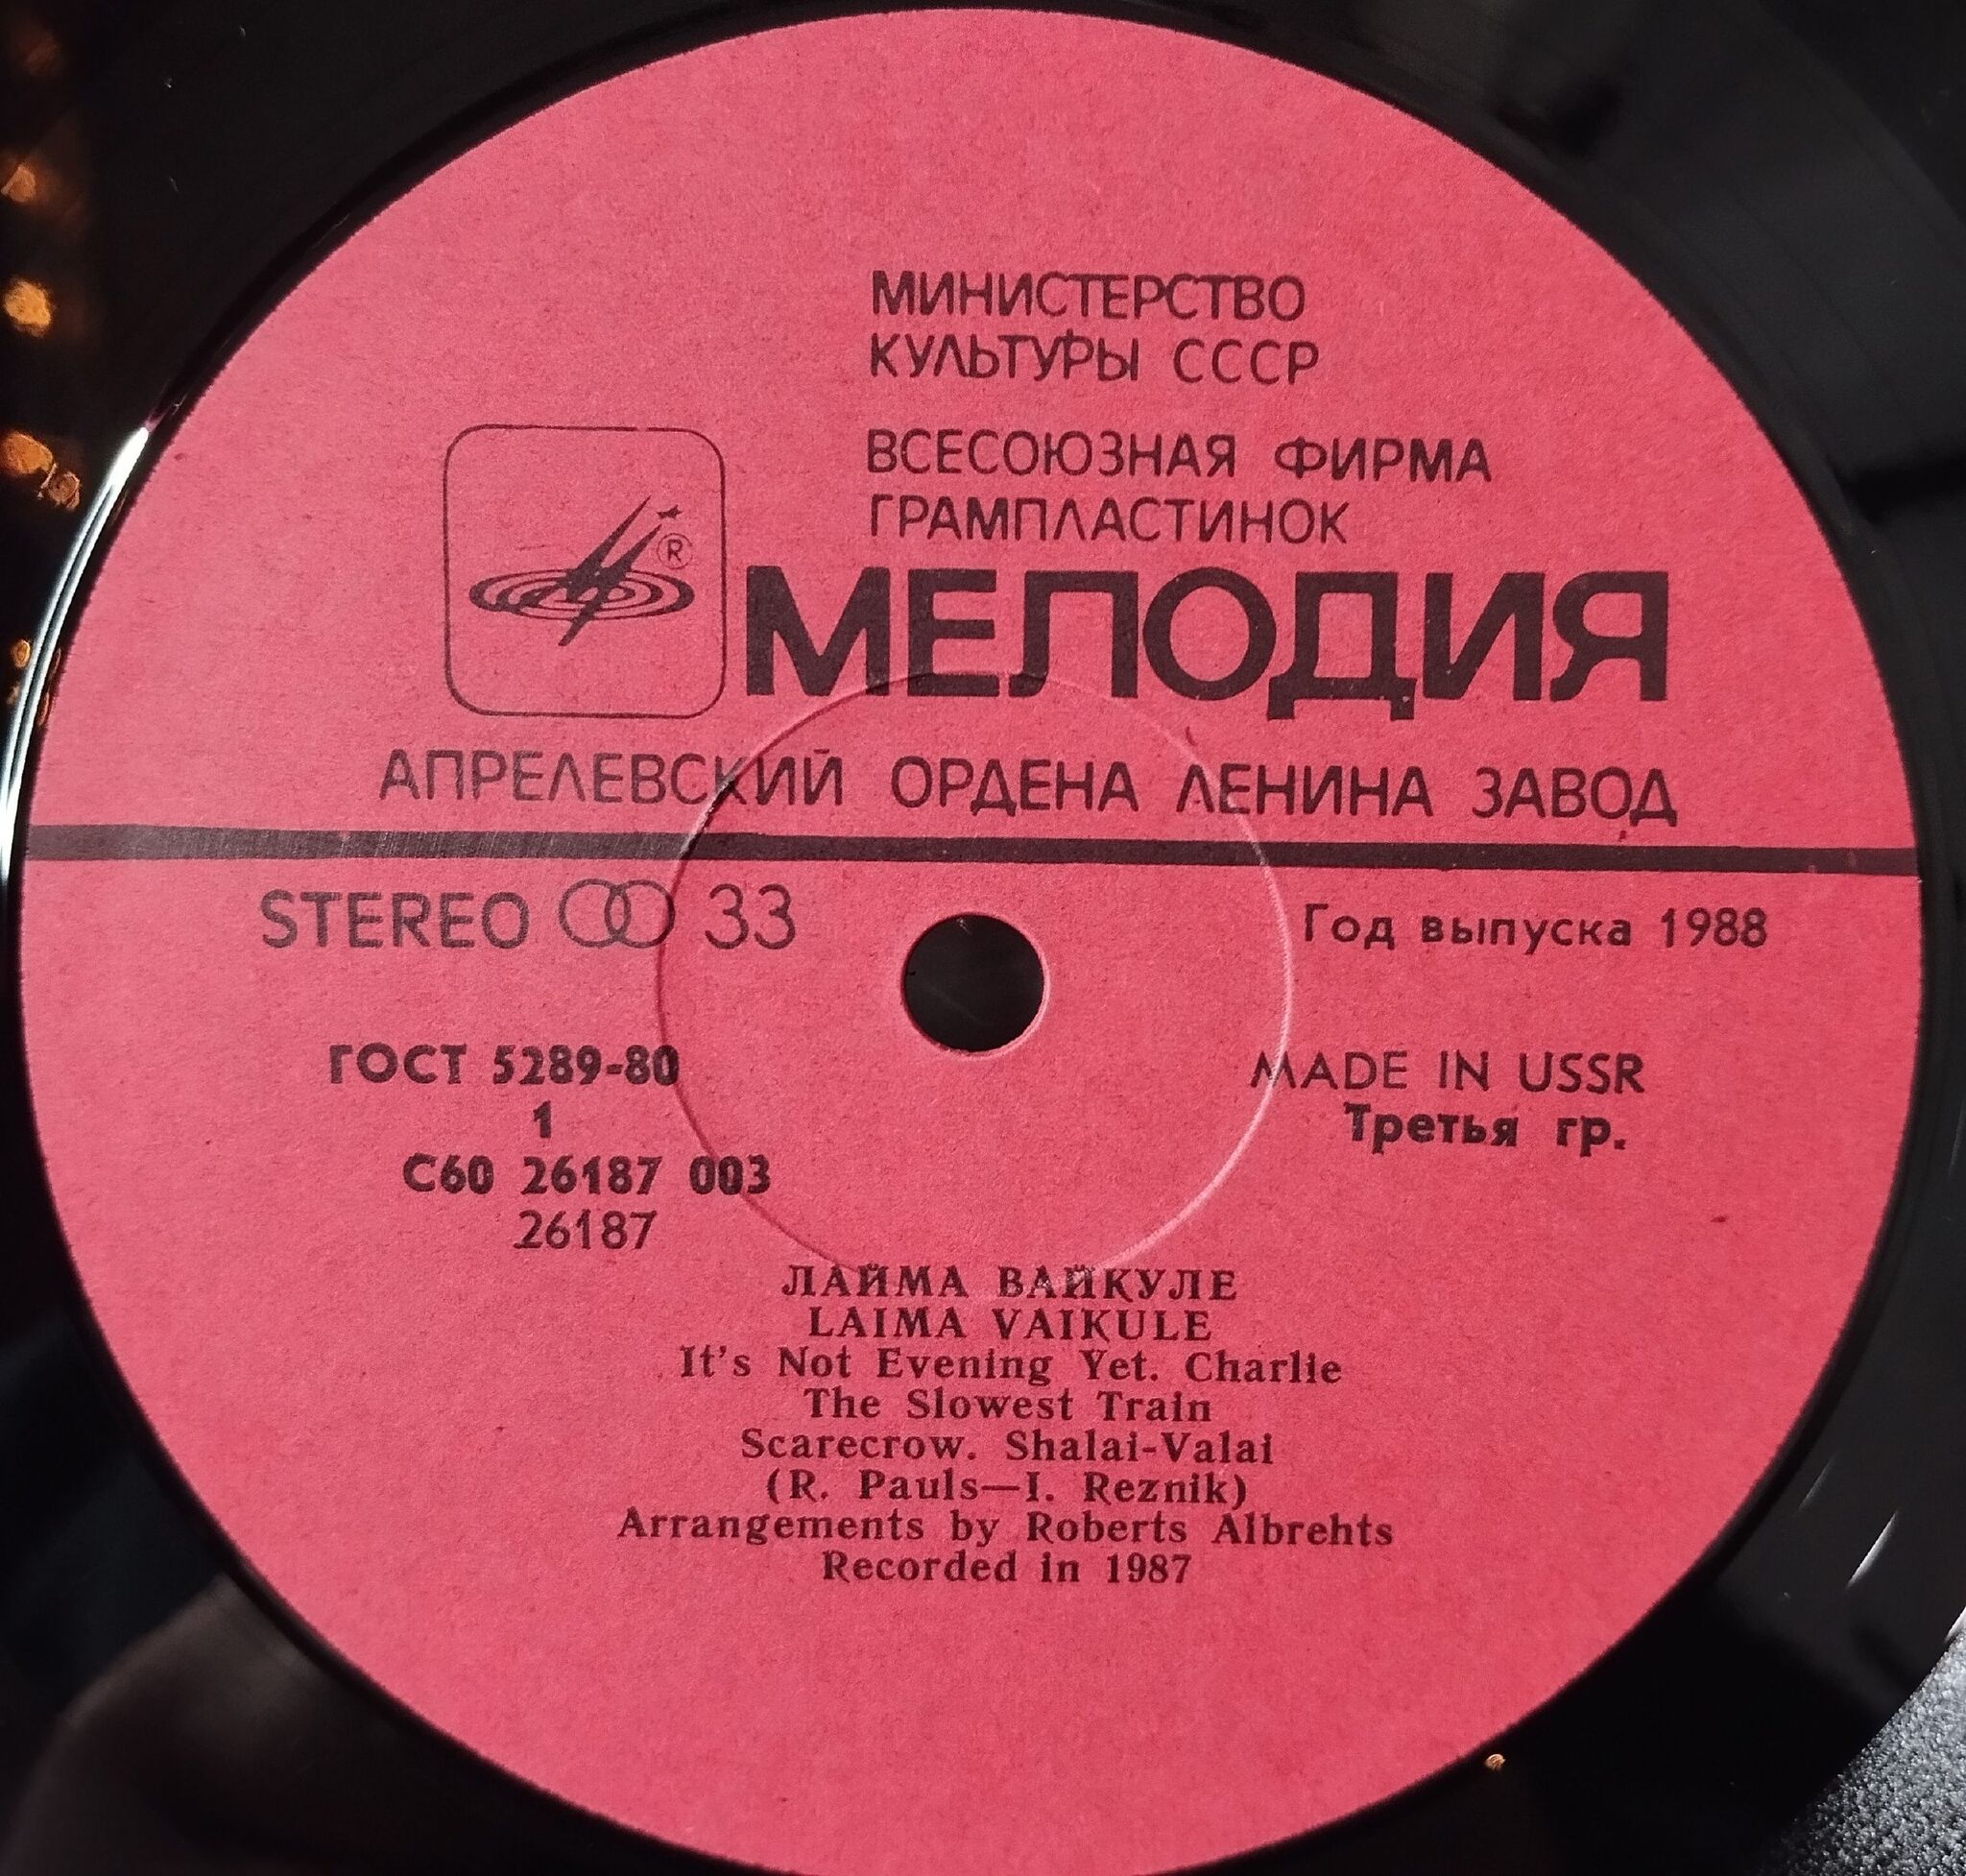 МИНИСТЕРСТВО
КУЛЬТУРЫ СССР
ВСЕСОЮЗНАЯ ФИРМА
ГРАМПЛАСТИНОК
®
МЕЛОДИЯ
АПРЕЛЕВСКИЙ ОРДЕНА ЛЕНИНА ЗАВОД
STEREO 33
Год выпуска 1988
ГОСТ 5289-80
1
С60 26187 003
26187
MADE IN USSR
Третья гр.
ЛАЙМА ВАЙКУЛЕ
LAIMA VAIKULE
It's Not Evening Yet. Charlie
The Slowest Train
Scarecrow. Shalai-Valai
(R. Pauls—I. Reznik)
Arrangements by Roberts Albrehts
Recorded in 1987